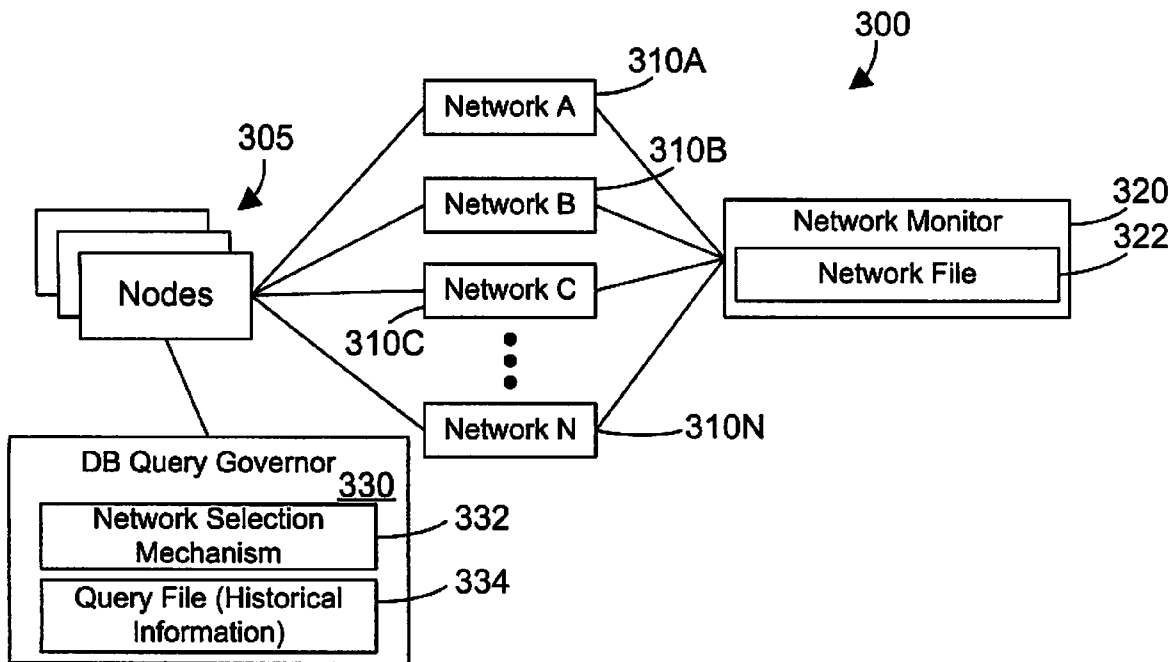 300
310A
Network A
305
310B
Network B
320
Network Monitor
322
Network File
Nodes
Network C
310C
Network N
310N
DB Query Governor
330
Network Selection
Mechanism
332
334
Query File (Historical
Information)